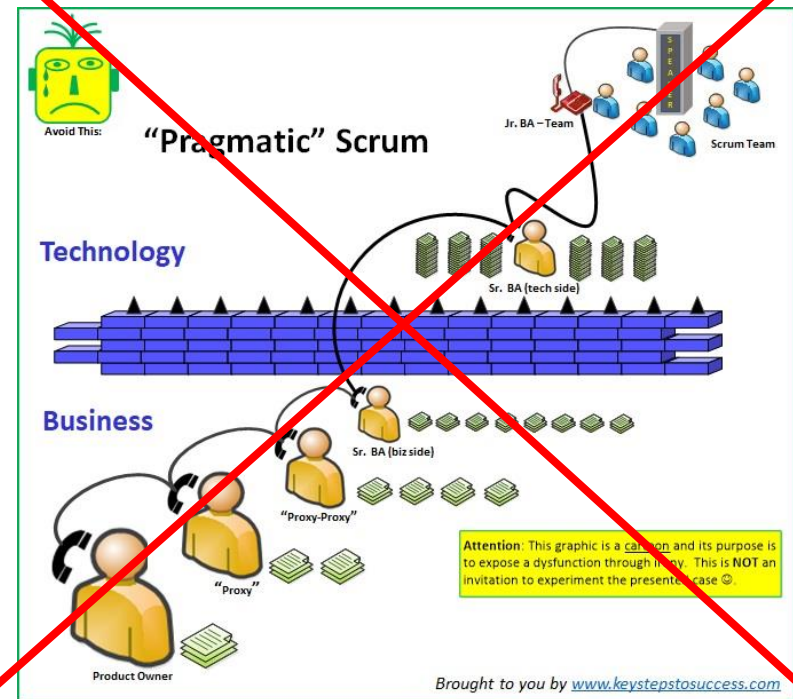 Avoid This:
“Pragmatic” Scrum
SPEAKER
Jr. BA – Team
Scrum Team
Technology
Sr. BA (tech side)
Business
Sr. BA (biz side)
“Proxy-Proxy”
“Proxy”
Product Owner
Attention: This graphic is a cartoon and its purpose is
to expose a dysfunction through irony. This is NOT an
invitation to experiment the presented case ☺.
Brought to you by www.keystepstosuccess.com